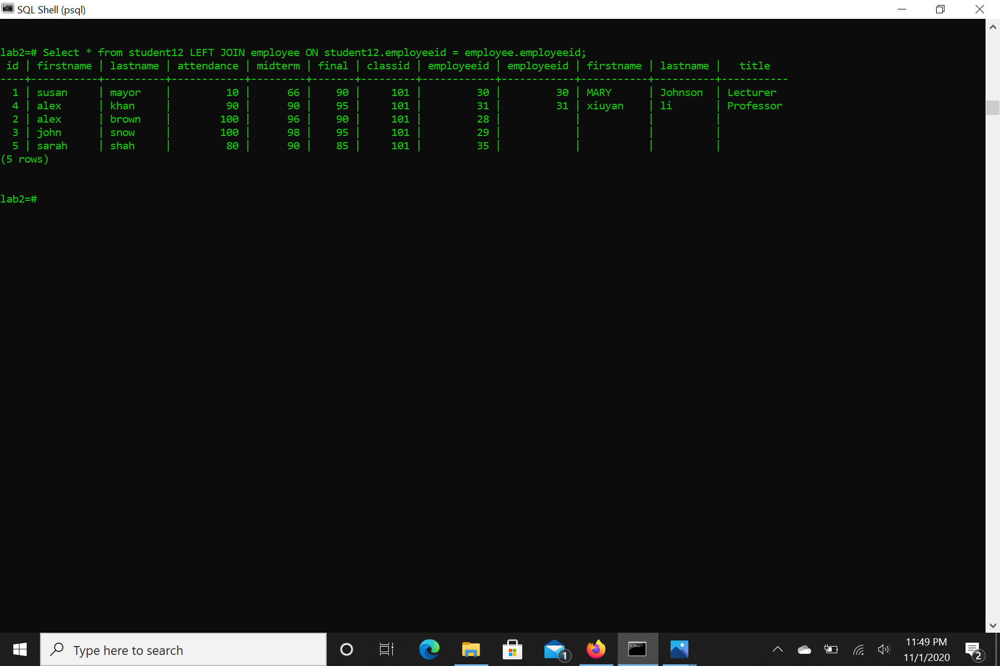 SQL Shell (psql)
lab2=# Select * from student12 LEFT JOIN employee ON student12.employeeid = employee.employeeid;
 id | firstname | lastname | attendance | midterm | final | classid | employeeid | employeeid | firstname | lastname |   title
----+-----------+----------+------------+---------+-------+---------+------------+------------+-----------+----------+-----------
  1 | susan     | mayor    |         10 |      66 |    90 |     101 |         30 |         30 | MARY      | Johnson  | Lecturer
  4 | alex      | khan     |         90 |      90 |    95 |     101 |         31 |         31 | xiuyan    | li       | Professor
  2 | alex      | brown    |        100 |      96 |    90 |     101 |         28 |            |           |          |
  3 | john      | snow     |        100 |      98 |    95 |     101 |         29 |            |           |          |
  5 | sarah     | shah     |         80 |      90 |    85 |     101 |         35 |            |           |          |
(5 rows)
lab2=#
Type here to search
1
11:49 PM
11/1/2020
2